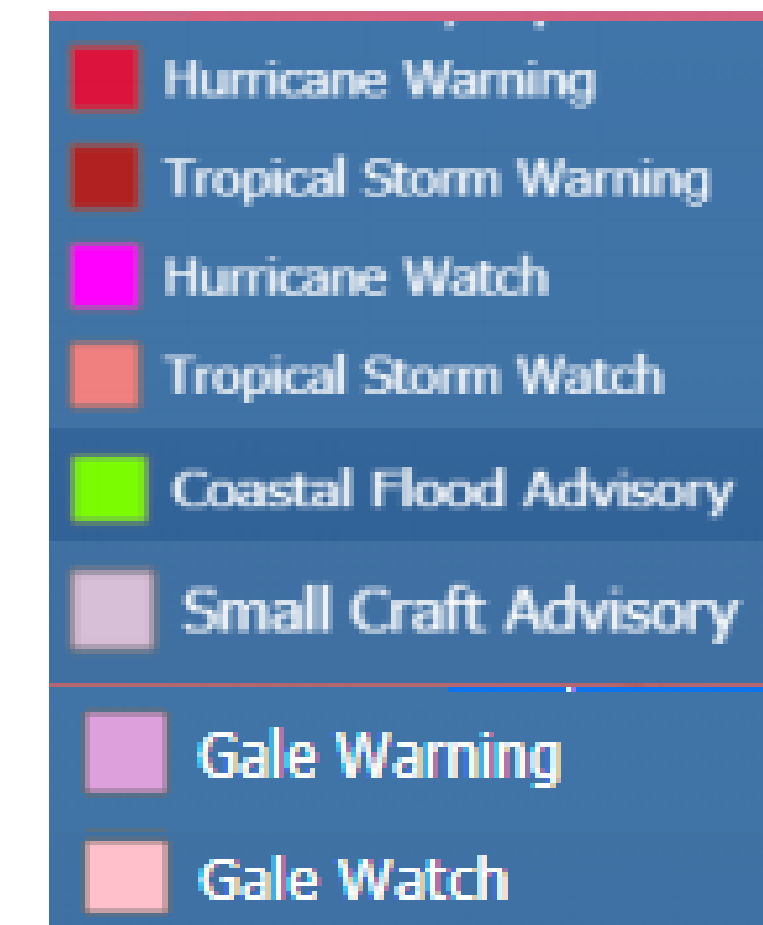 Hurricane Warning
Tropical Storm Warning
Hurricane Watch
Tropical Storm Watch
Coastal Flood Advisory
Small Craft Advisory
Gale Warning
Gale Watch